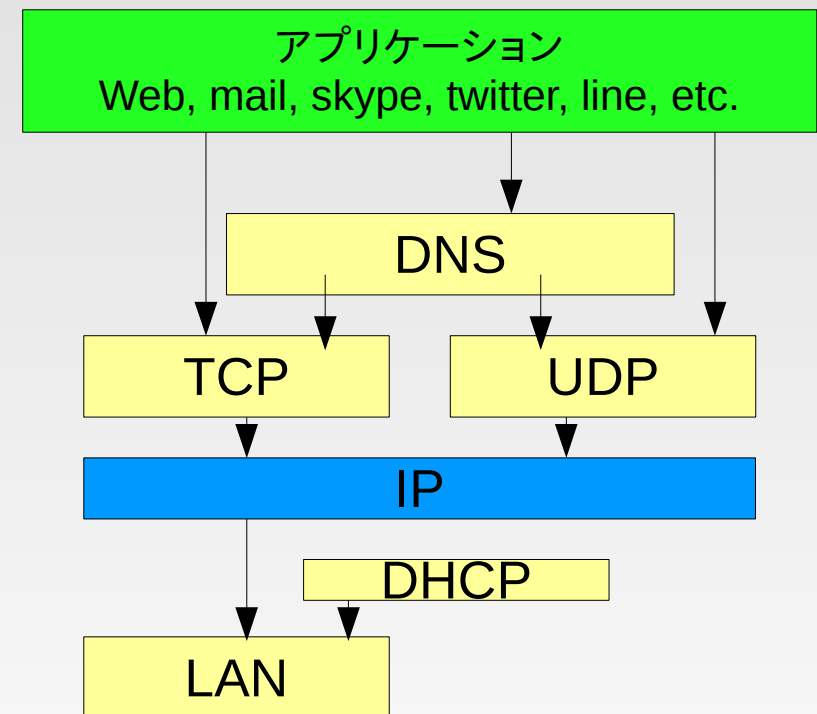 アプリケーション
Web, mail, skype, twitter, line, etc.
DNS
TCP
UDP
IP
DHCP
LAN